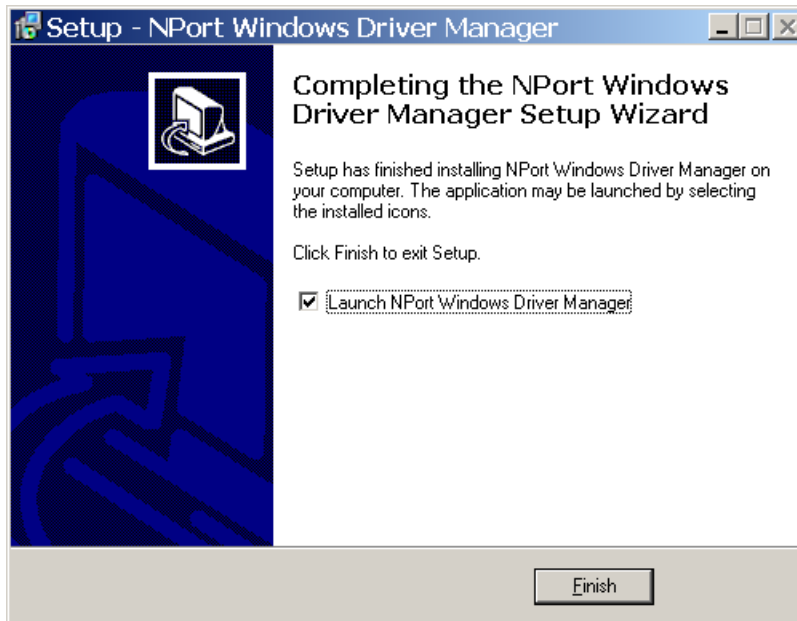 Setup - NPort Windows Driver Manager
Completing the NPort Windows
Driver Manager Setup Wizard
Setup has finished installing NPort Windows Driver Manager on
your computer. The application may be launched by selecting
the installed icons.
Click Finish to exit Setup.
Launch NPort Windows Driver Manager
Finish